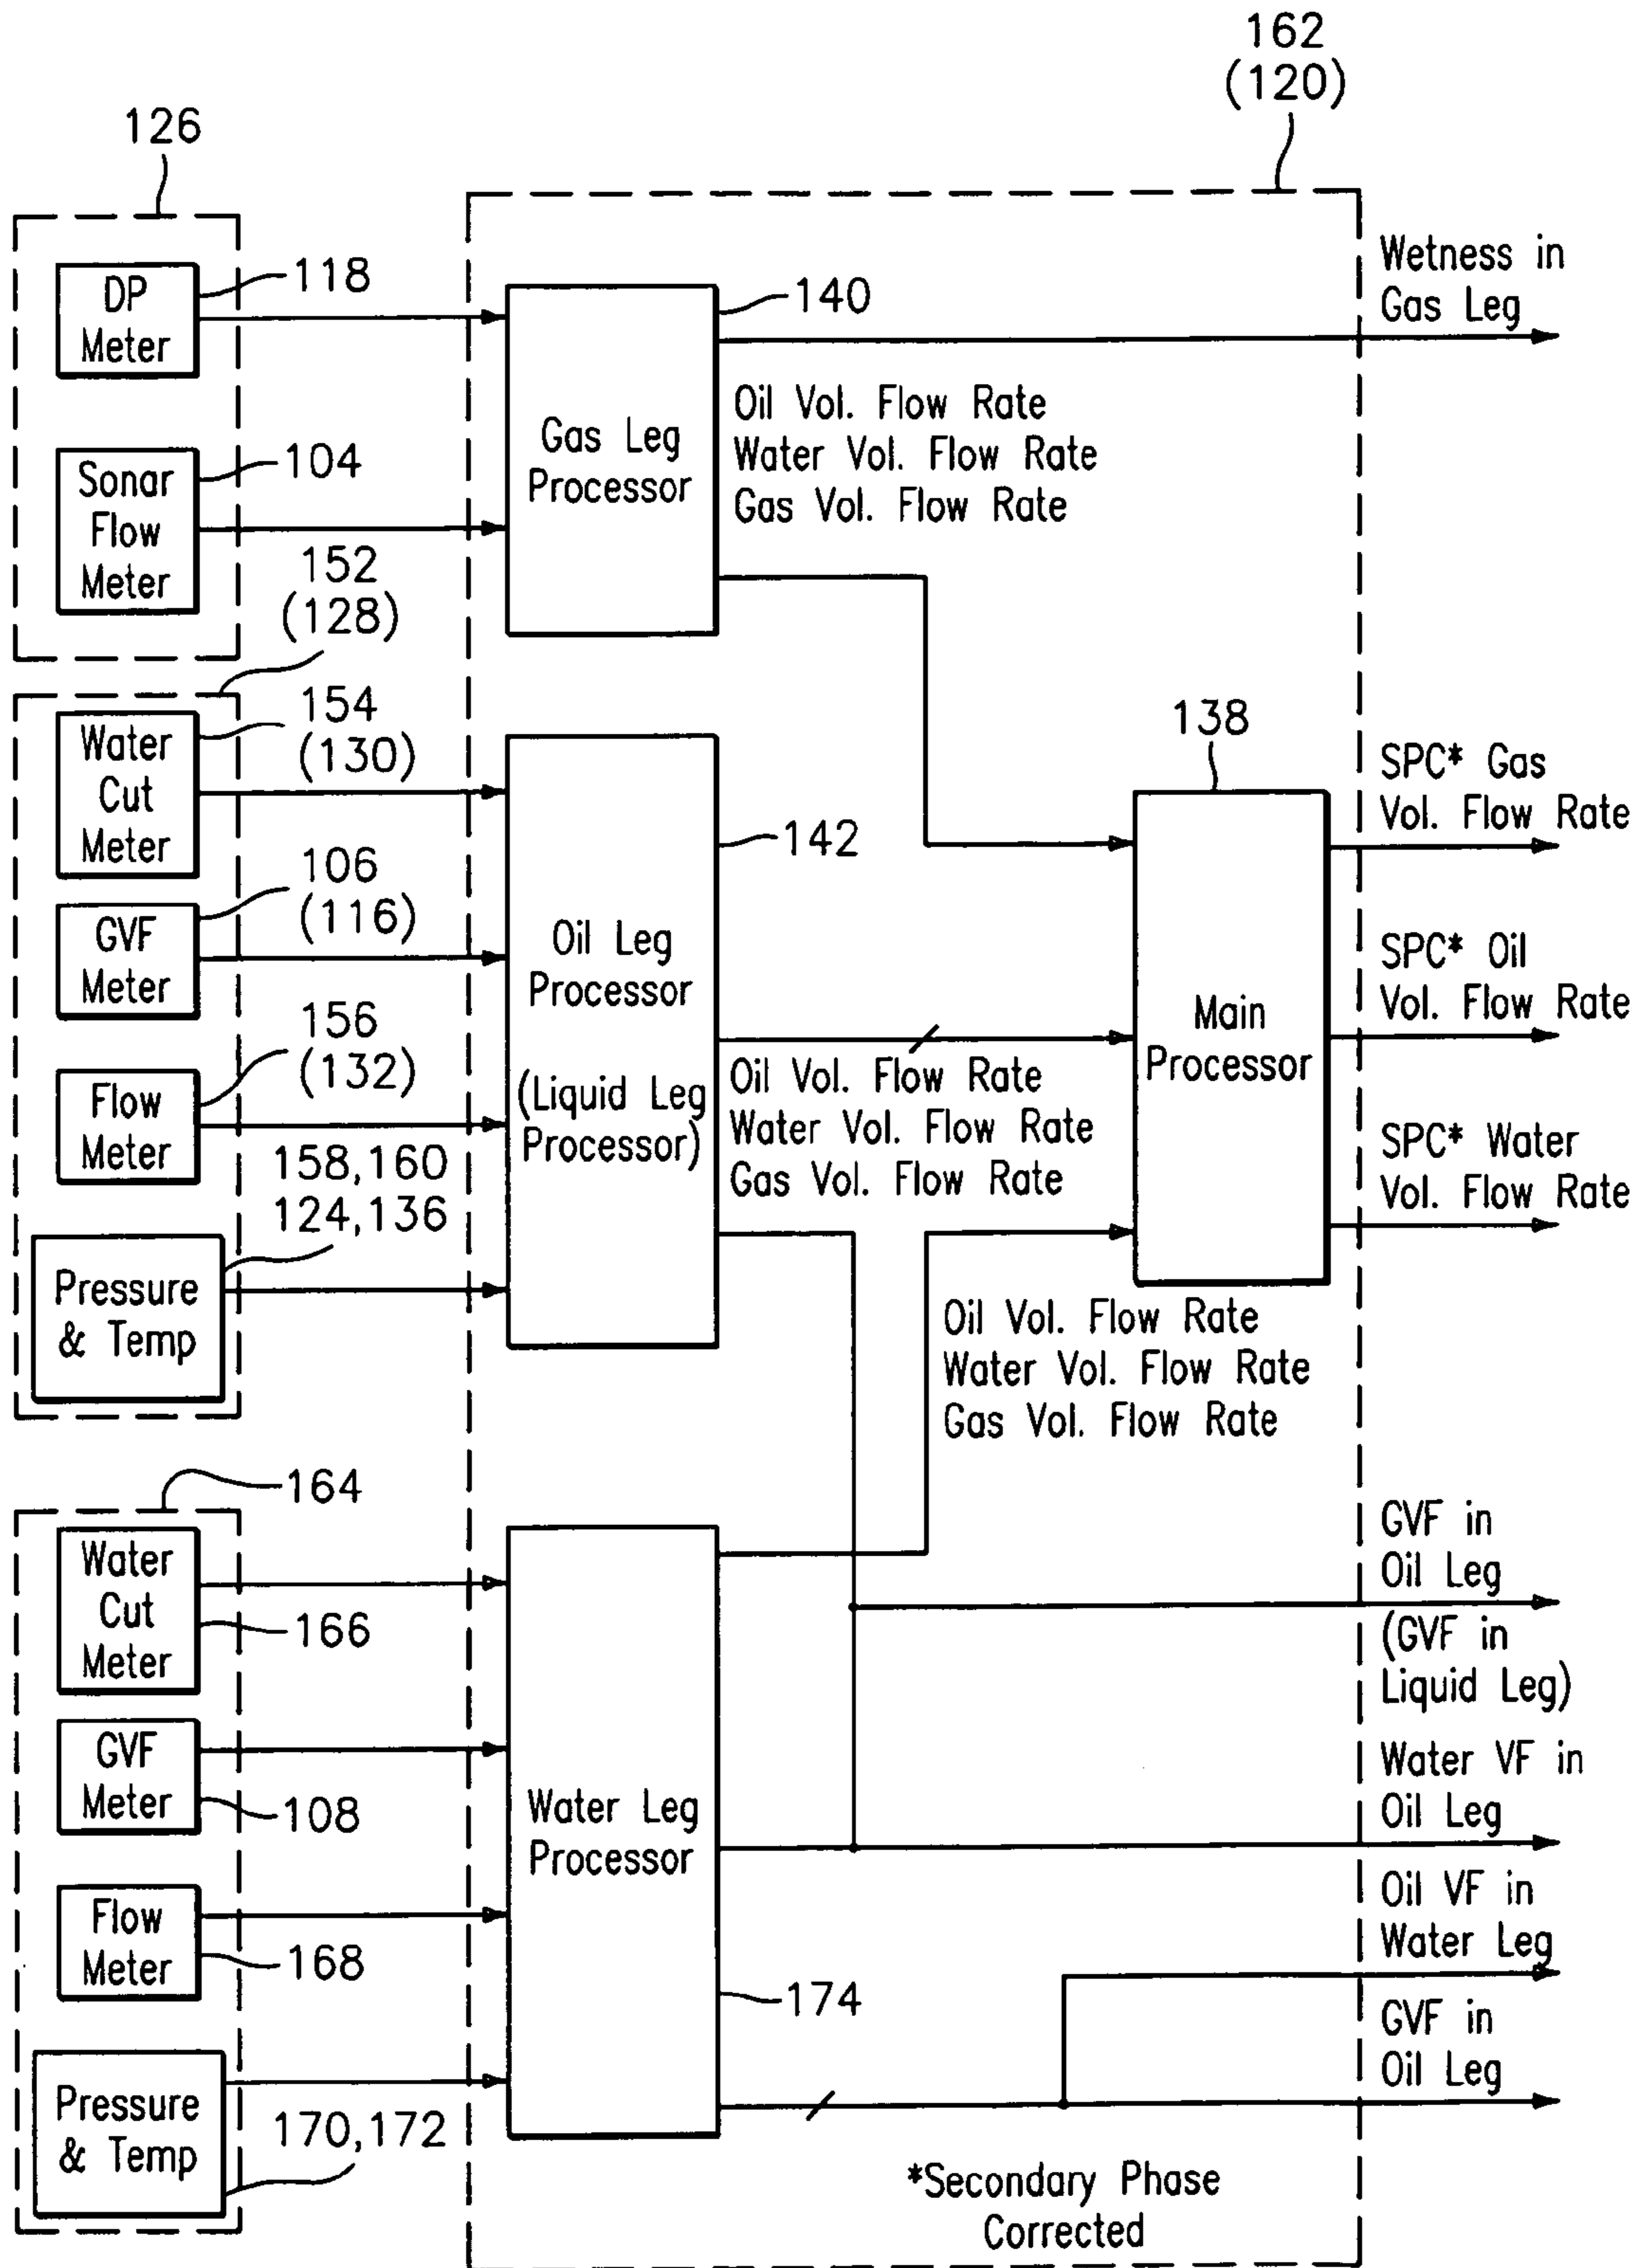 162
(120)
126
DP
Meter
118
Sonar
Flow
Meter
104
140
Gas Leg
Processor
Wetness in
Gas Leg
Oil Vol. Flow Rate
Water Vol. Flow Rate
Gas Vol. Flow Rate
152
(128)
Water
Cut
Meter
154
(130)
GVF
Meter
106
(116)
Flow
Meter
156
(132)
Pressure
& Temp
158,160
124,136
142
Oil Leg
Processor
(Liquid Leg
Processor)
Oil Vol. Flow Rate
Water Vol. Flow Rate
Gas Vol. Flow Rate
138
Main
Processor
SPC* Gas
Vol. Flow Rate
SPC* Oil
Vol. Flow Rate
SPC* Water
Vol. Flow Rate
Oil Vol. Flow Rate
Water Vol. Flow Rate
Gas Vol. Flow Rate
164
Water
Cut
Meter
166
GVF
Meter
108
Flow
Meter
168
Pressure
& Temp
170,172
Water Leg
Processor
174
GVF in
Oil Leg
(GVF in
Liquid Leg)
Water VF in
Oil Leg
Oil VF in
Water Leg
GVF in
Oil Leg
*Secondary Phase
Corrected